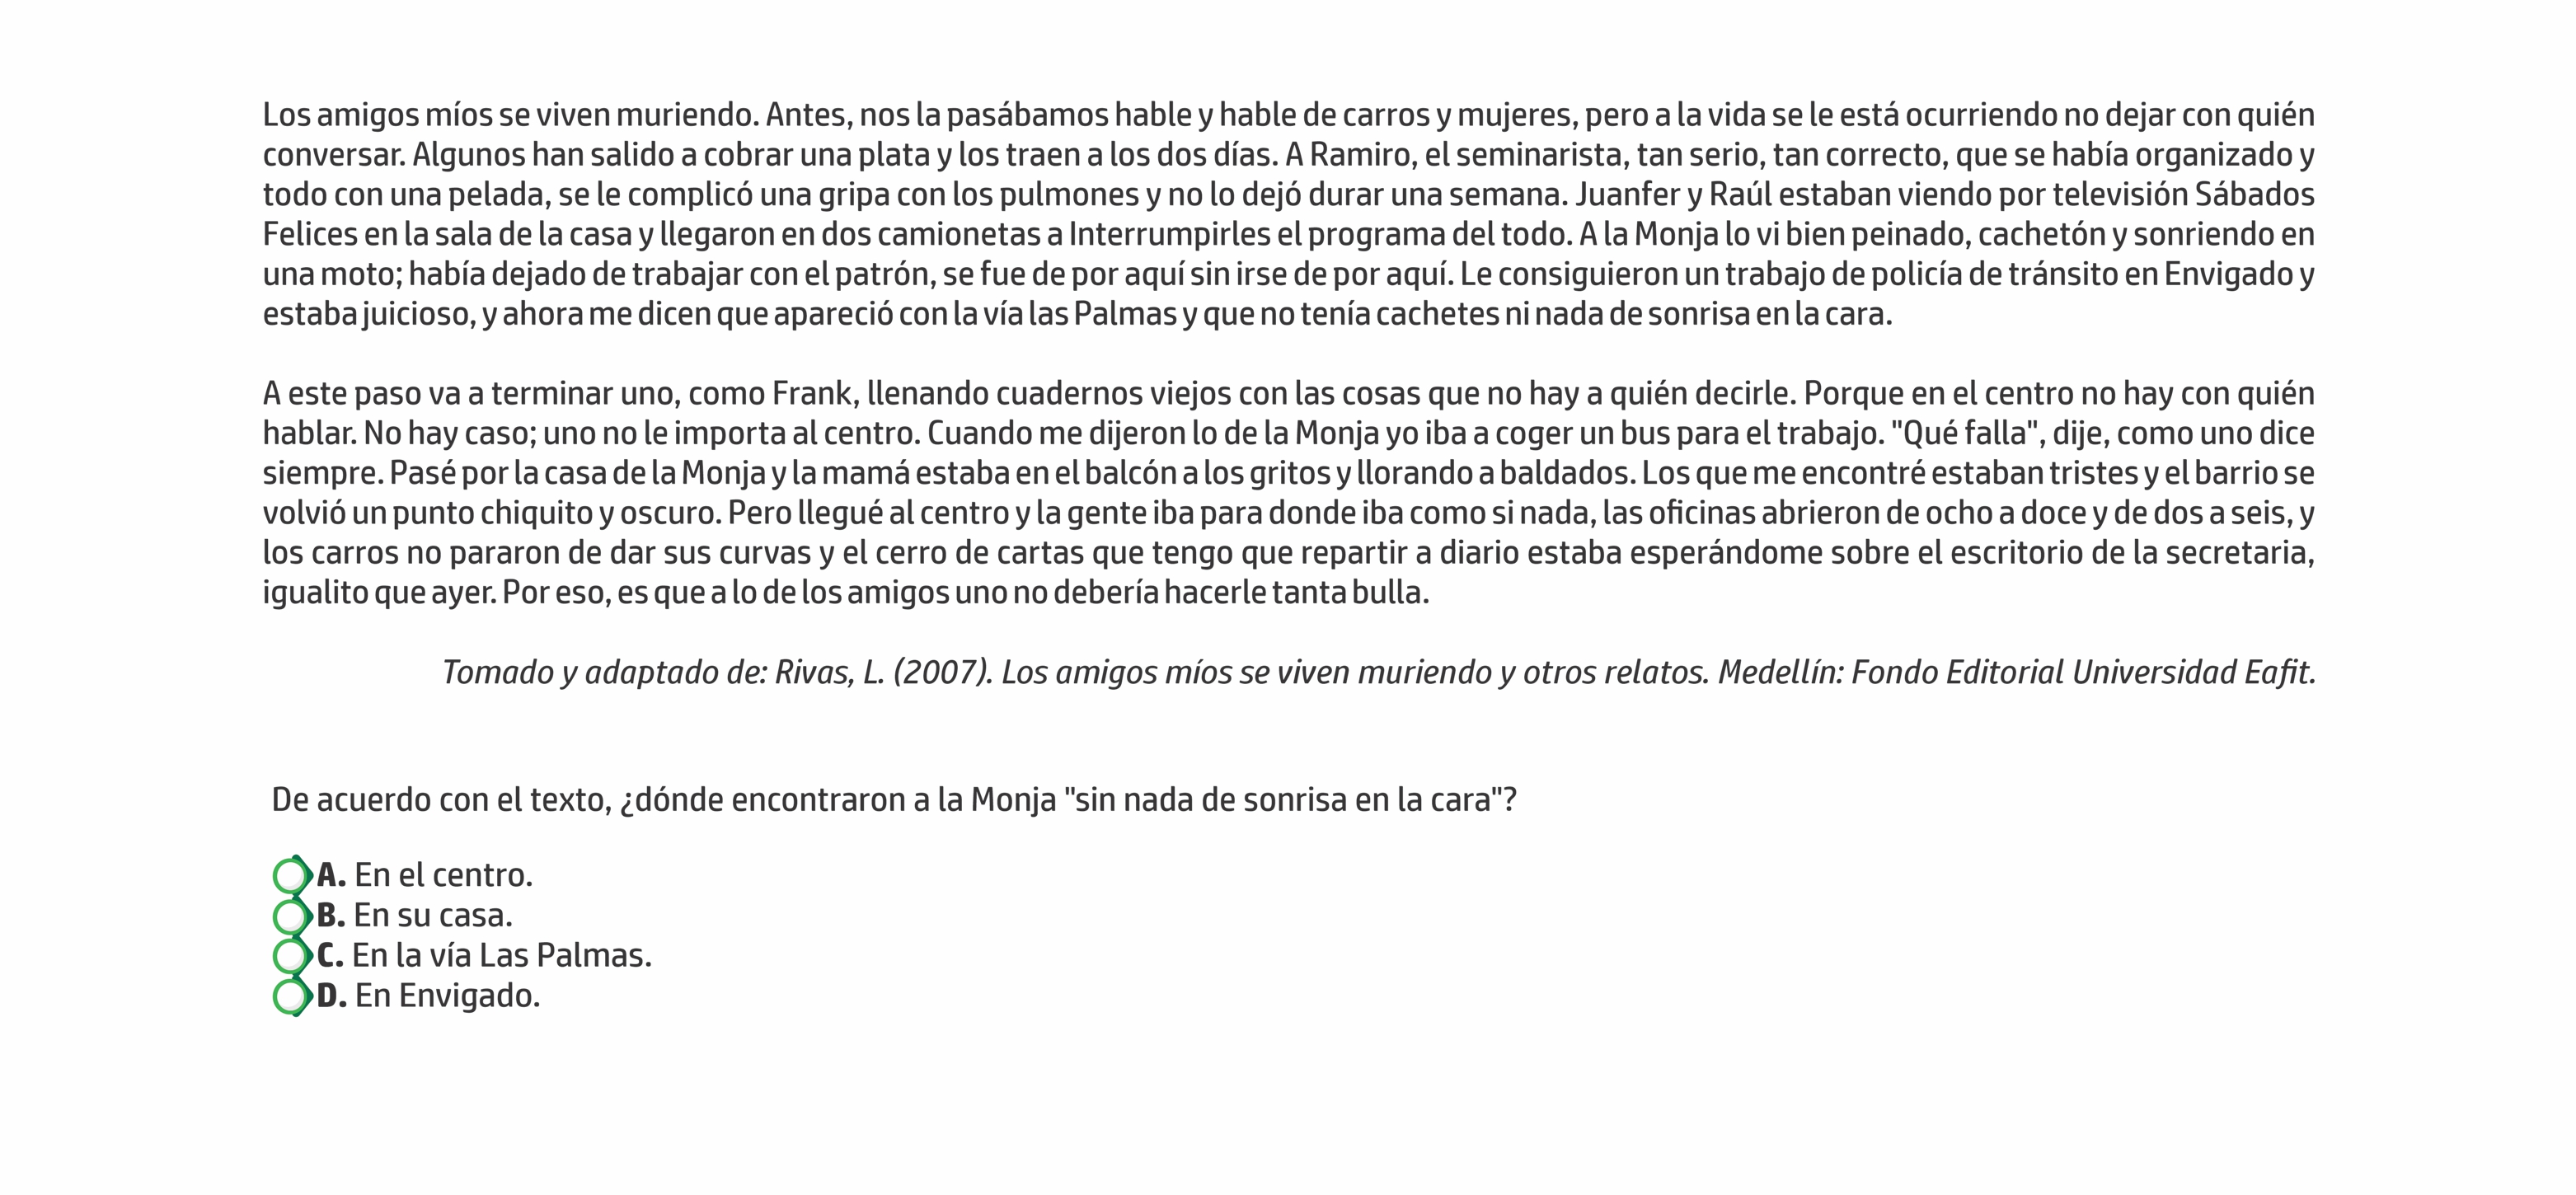 Los amigos míos se viven muriendo. Antes, nos la pasábamos hable y hable de carros y mujeres, pero a la vida se le está ocurriendo no dejar con quién
conversar. Algunos han salido a cobrar una plata y los traen a los dos días. A Ramiro, el seminarista, tan serio, tan correcto, que se había organizado y
todo con una pelada, se le complicó una gripa con los pulmones y no lo dejó durar una semana. Juanfer y Raúl estaban viendo por televisión Sábados
Felices en la sala de la casa y llegaron en dos camionetas a Interrumpirles el programa del todo. A la Monja lo vi bien peinado, cachetón y sonriendo en
una moto; había dejado de trabajar con el patrón, se fue de por aquí sin irse de por aquí. Le consiguieron un trabajo de policía de tránsito en Envigado y
estaba juicioso, y ahora me dicen que apareció con la vía las Palmas y que no tenía cachetes ni nada de sonrisa en la cara.
A este paso va a terminar uno, como Frank, llenando cuadernos viejos con las cosas que no hay a quién decirle. Porque en el centro no hay con quién
hablar. No hay caso; uno no le importa al centro. Cuando me dijeron lo de la Monja yo iba a coger un bus para el trabajo. "Qué falla", dije, como uno dice
siempre. Pasé por la casa de la Monja y la mamá estaba en el balcón a los gritos y llorando a baldados. Los que me encontré estaban tristes y el barrio se
volvió un punto chiquito y oscuro. Pero llegué al centro y la gente iba para donde iba como si nada, las oficinas abrieron de ocho a doce y de dos a seis, y
los carros no pararon de dar sus curvas y el cerro de cartas que tengo que repartir a diario estaba esperándome sobre el escritorio de la secretaria,
igualito que ayer. Por eso, es que a lo de los amigos uno no debería hacerle tanta bulla.
Tomado y adaptado de: Rivas, L. (2007). Los amigos míos se viven muriendo y otros relatos. Medellín: Fondo Editorial Universidad Eafit.
De acuerdo con el texto, ¿dónde encontraron a la Monja "sin nada de sonrisa en la cara"?
A. En el centro.
B. En su casa.
C. En la vía Las Palmas.
D. En Envigado.